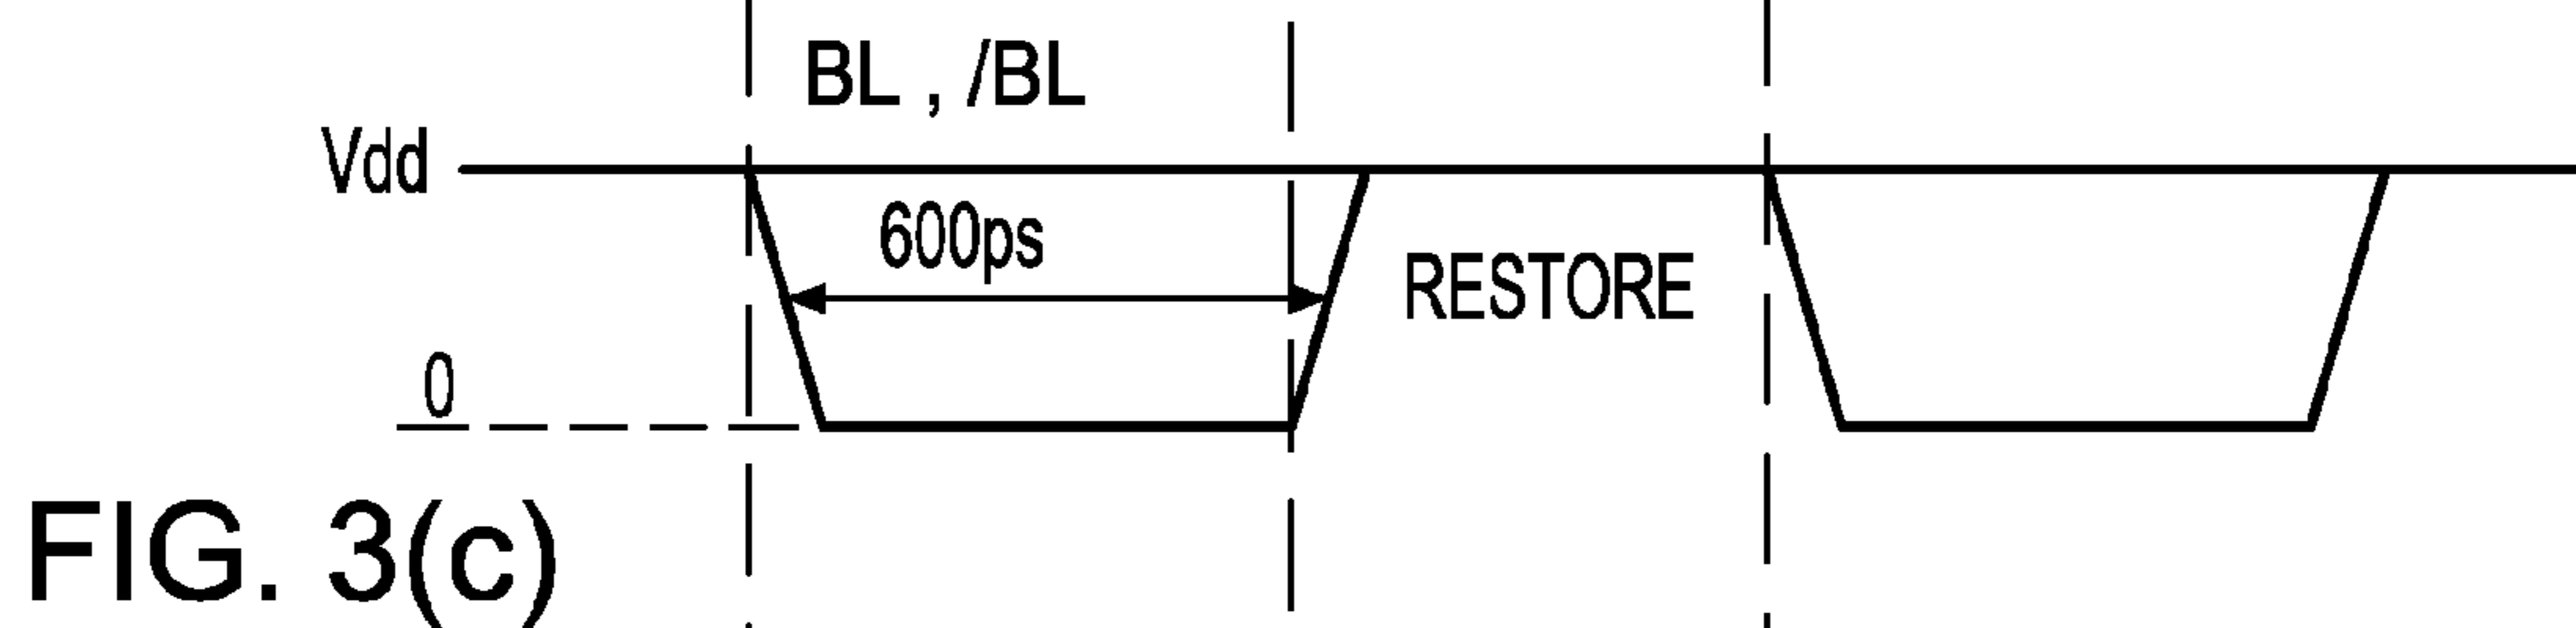 BL , /BL
Vdd
600ps
RESTORE
0
FIG. 3(c)